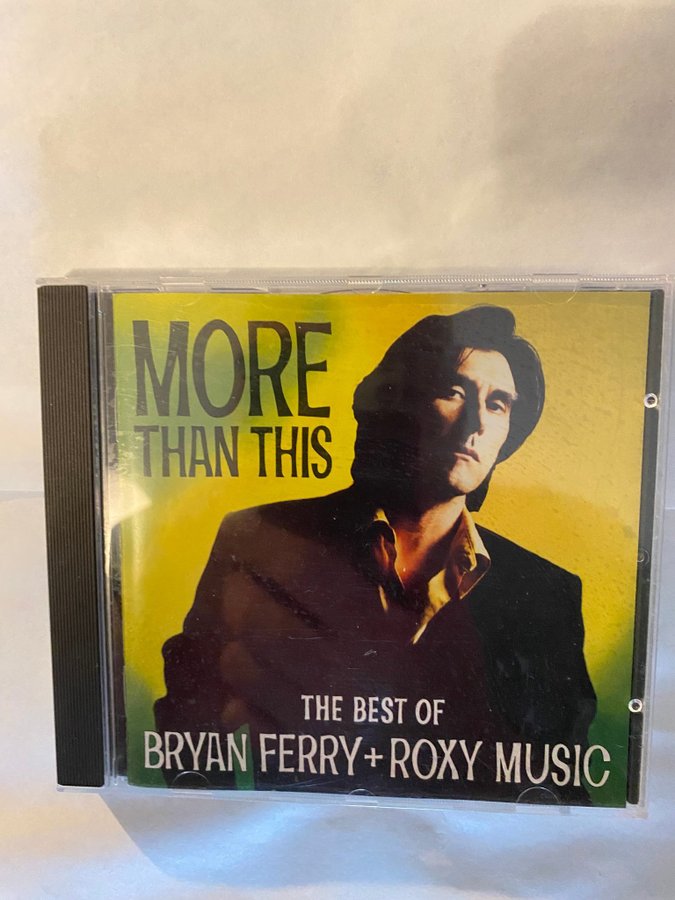 MORE
THAN THIS
THE BEST OF
BRYAN FERRY + ROXY MUSIC